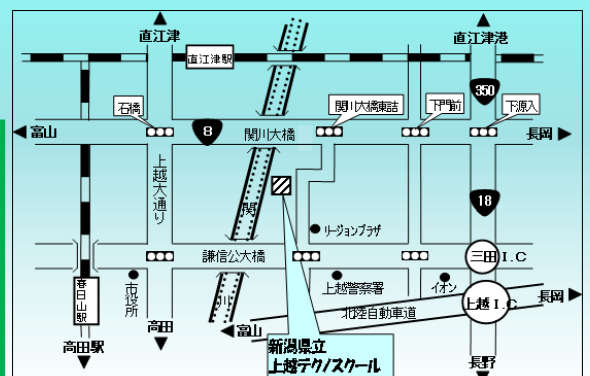 直江津
直江津港
直江津駅
350
石橋
関川大橋東詰
下門前
下源入
富山
8
関川大橋
長岡
上越大通り
関
18
リージョンプラザ
謙信公大橋
三田I.C
春日山駅
市役所
川
上越警察署
イオン
上越I.C
長岡
高田
富山
北陸自動車道
高田駅
新潟県立
上越テクノスクール
長野